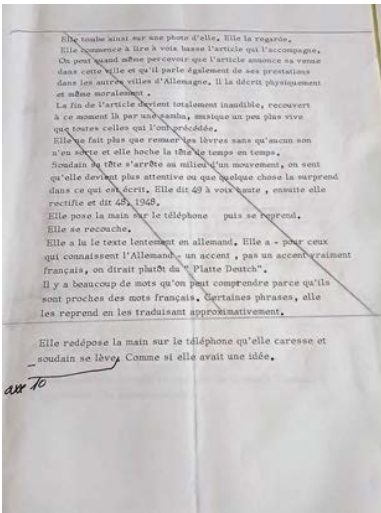 Elle tombe ainsi sur une photo d'elle. Elle la regarde.
Elle commence à lire à voix basse l'article qui l'accompagne.
On peut quand même percevoir que l'article annonce sa venue
dans cette ville et qu'il parle également de ses prestations
dans les autres villes d'Allemagne. Il la décrit physiquement
et même moralement .
La fin de l'article devient totalement inaudible, recouvert
à ce moment là par une samba, musique un peu plus vive
que toutes celles qui l'ont précédée.
Elle ne fait plus que remuer les lèvres sans qu'aucun son
n'en sorte et elle hoche la tête de temps en temps.
Soudain sa tête s'arrête au milieu d'un mouvement, on sent
qu'elle devient plus attentive ou que quelque chose la surprend
dans ce qui est écrit. Elle dit 49 à voix haute , ensuite elle
rectifie et dit 48, 1948.
Elle pose la main sur le téléphone puis se reprend.
Elle se recouche.
Elle a lu le texte lentement en allemand. Elle a - pour ceux
qui connaissent l'Allemand - un accent , pas un accent vraiment
français, on dirait plutôt du " Platte Deutch".
Il y a beaucoup de mots qu'on peut comprendre parce qu'ils
sont proches des mots français. Certaines phrases, elle
les reprend en les traduisant approximativement.
Elle redépose la main sur le téléphone qu'elle caresse et
soudain se lève. Comme si elle avait une idée.
10